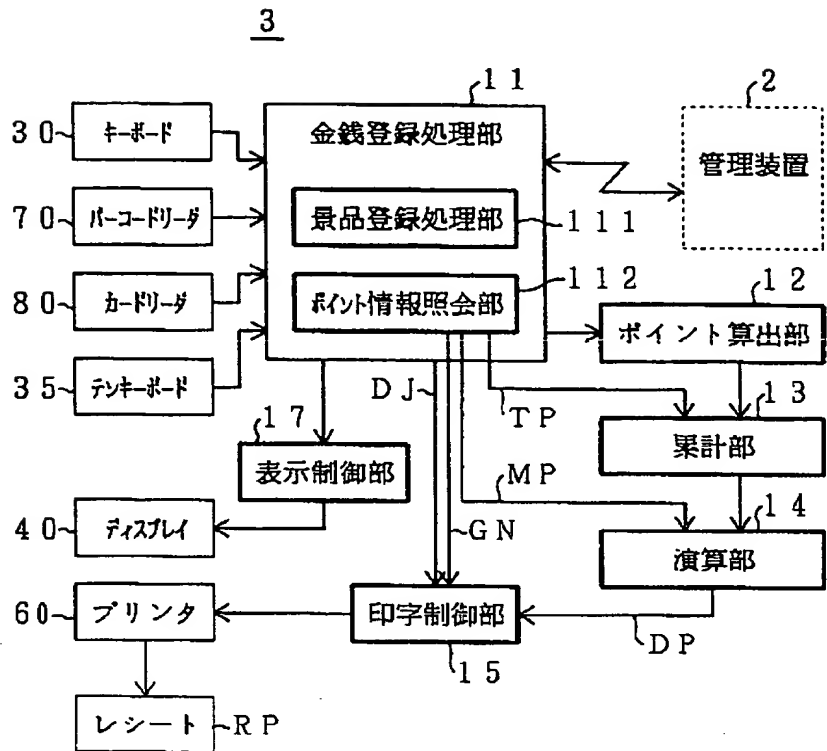 3
11
2
30
キーボード
金銭登録処理部
管理装置
70
バーコードリーダ
景品登録処理部
111
80
カードリーダ
ポイント情報照会部
112
12
ポイント算出部
35
テンキーボード
DJ
TP
13
17
累計部
表示制御部
MP
14
40
ディスプレイ
GN
演算部
60
プリンタ
印字制御部
DP
15
レシート
RP